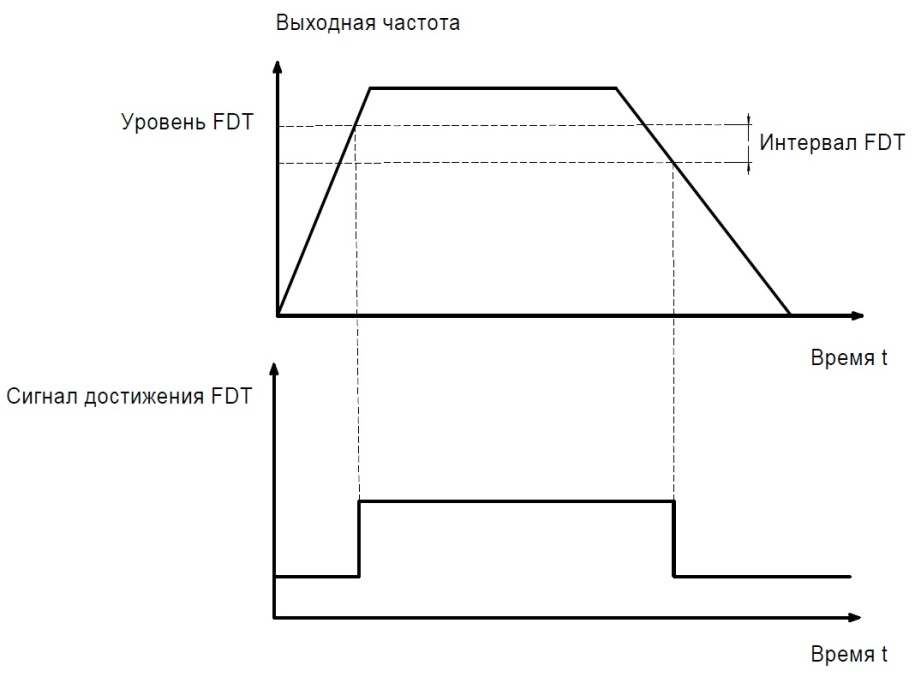 Выходная частота
Уровень FDT
Интервал FDT
Время t
Сигнал достижения FDT
Время t